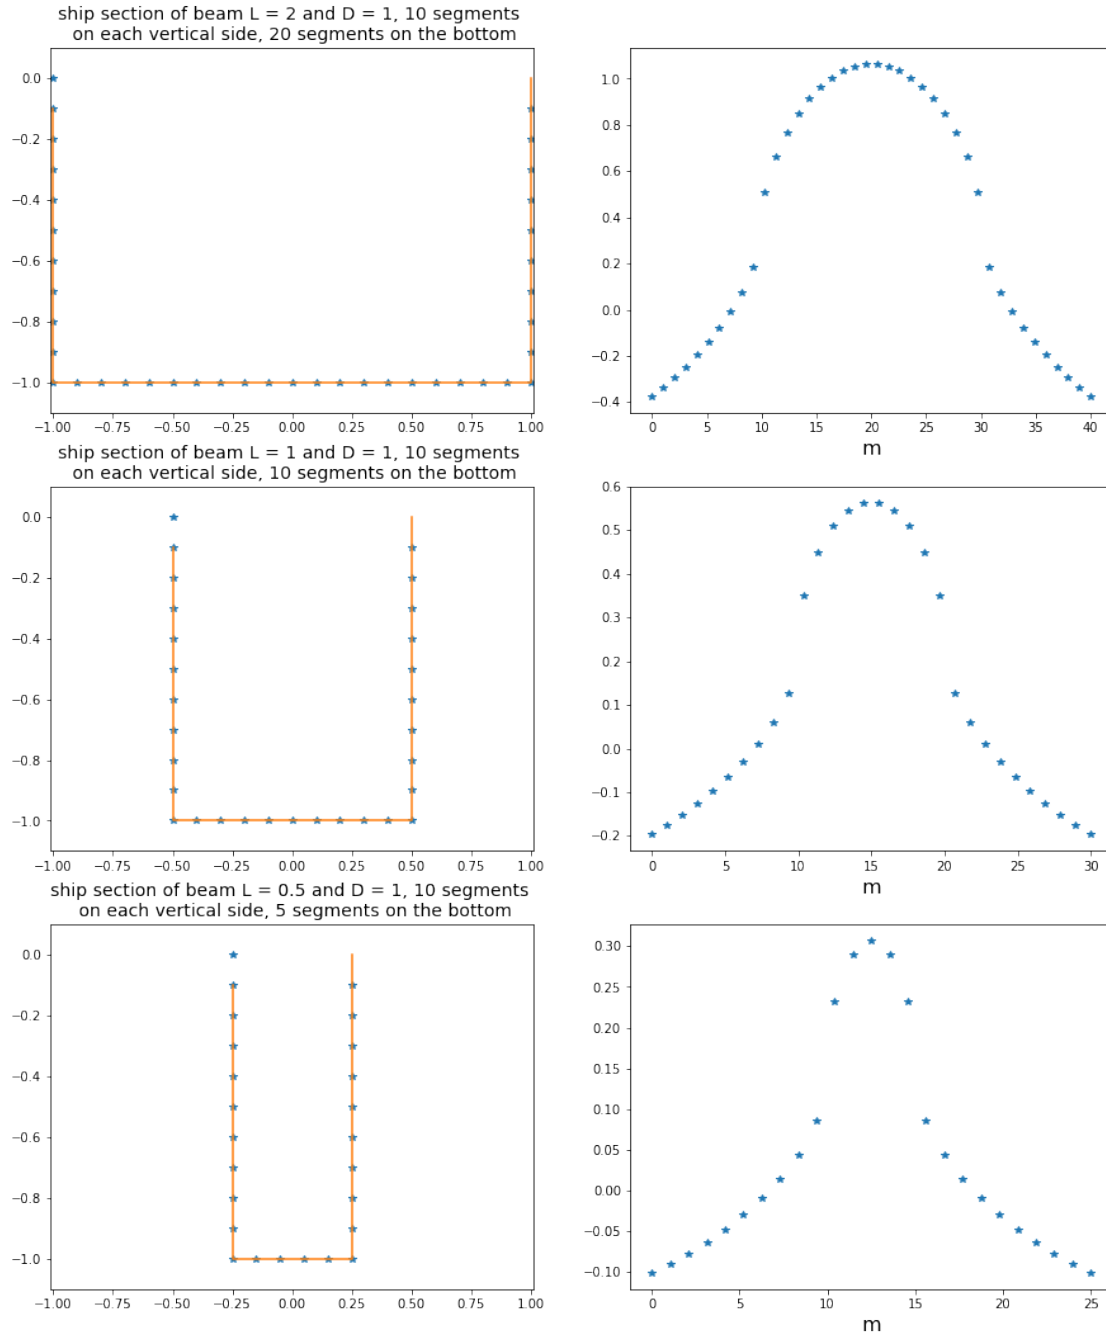 ship section of beam L = 2 and D = 1, 10 segments
on each vertical side, 20 segments on the bottom
0.0
−0.2
−0.4
−0.6
−0.8
−1.0
−1.00 −0.75 −0.50 −0.25 0.00 0.25 0.50 0.75 1.00
1.0
0.8
0.6
0.4
0.2
0.0
−0.2
−0.4
0 5 10 15 20 25 30 35 40
m
ship section of beam L = 1 and D = 1, 10 segments
on each vertical side, 10 segments on the bottom
0.0
−0.2
−0.4
−0.6
−0.8
−1.0
−1.00 −0.75 −0.50 −0.25 0.00 0.25 0.50 0.75 1.00
0.6
0.5
0.4
0.3
0.2
0.1
0.0
−0.1
−0.2
0 5 10 15 20 25 30
m
ship section of beam L = 0.5 and D = 1, 10 segments
on each vertical side, 5 segments on the bottom
0.0
−0.2
−0.4
−0.6
−0.8
−1.0
−1.00 −0.75 −0.50 −0.25 0.00 0.25 0.50 0.75 1.00
0.30
0.25
0.20
0.15
0.10
0.05
0.00
−0.05
−0.10
0 5 10 15 20 25
m